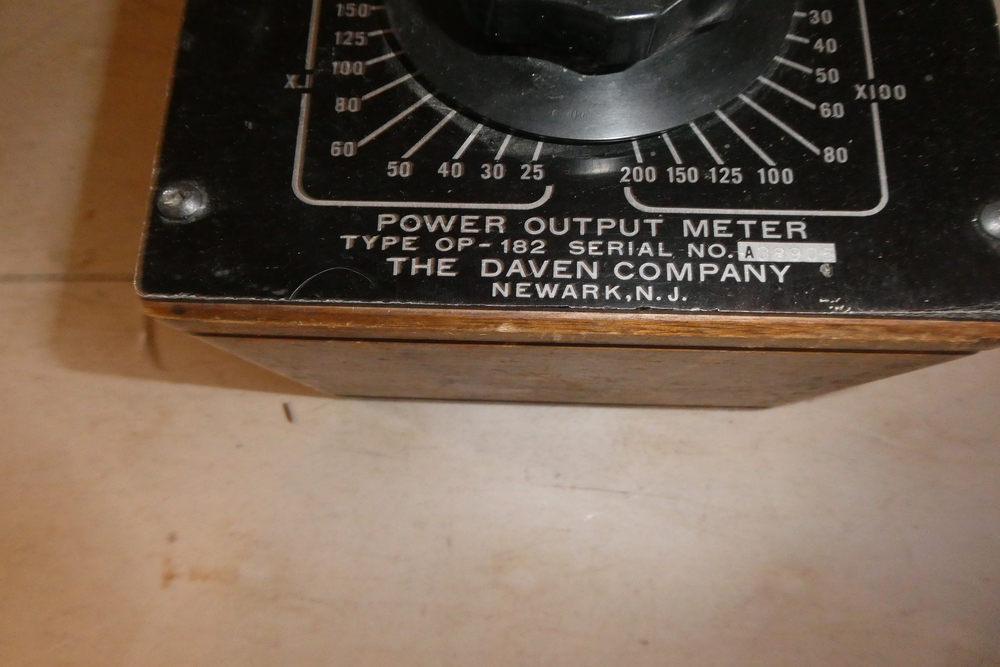 150 30
125 40
100 50
X.1 X100
80 60
60 80
50 40 30 25 200 150 125 100
POWER OUTPUT METER
TYPE OP-182 SERIAL NO. A
THE DAVEN COMPANY
NEWARK, N.J.